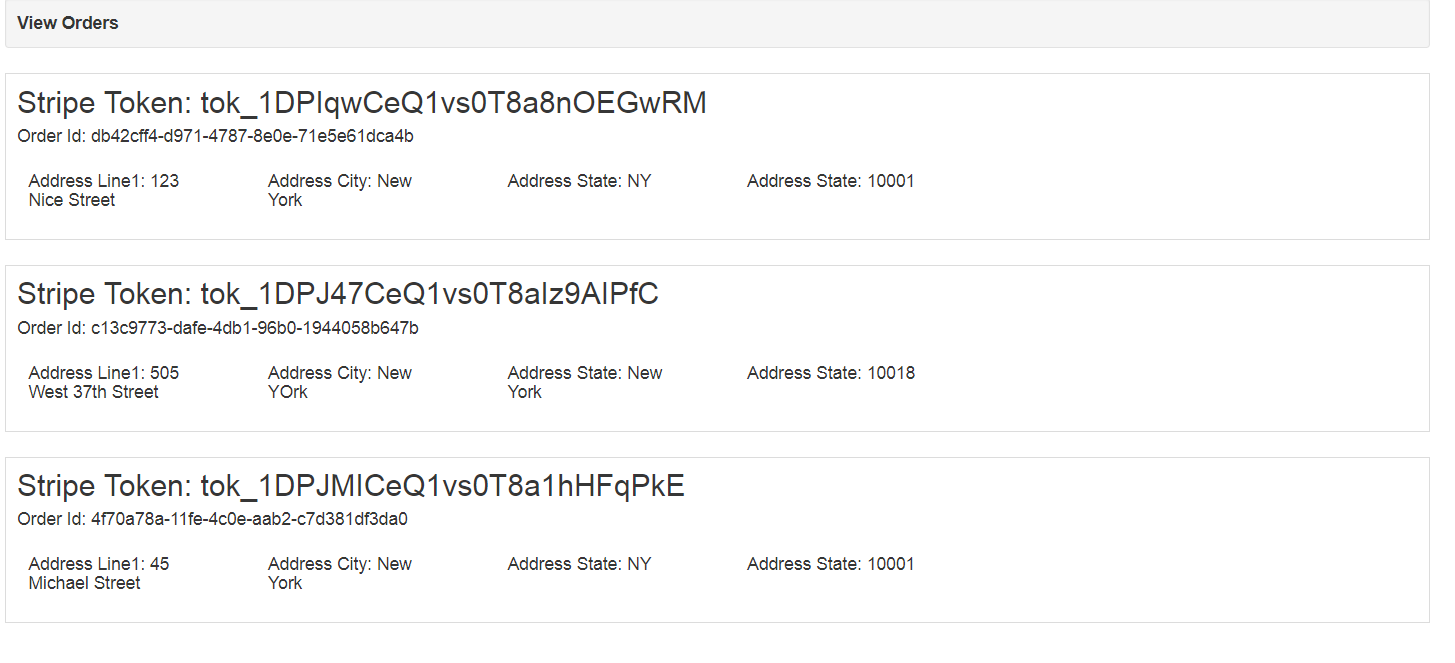 View Orders
Stripe Token: tok_1DPIqwCeQ1vs0T8a8nOEGwRM
Order Id: db42cff4-d971-4787-8e0e-71e5e61dca4b
Address Line1: 123
Nice Street
Address City: New
York
Address State: NY
Address State: 10001
Stripe Token: tok_1DPJ47CeQ1vs0T8aIz9AIPfC
Order Id: c13c9773-dafe-4db1-96b0-1944058b647b
Address Line1: 505
West 37th Street
Address City: New
YOrk
Address State: New
York
Address State: 10018
Stripe Token: tok_1DPJMICeQ1vs0T8a1hHFqPkE
Order Id: 4f70a78a-11fe-4c0e-aab2-c7d381df3da0
Address Line1: 45
Michael Street
Address City: New
York
Address State: NY
Address State: 10001